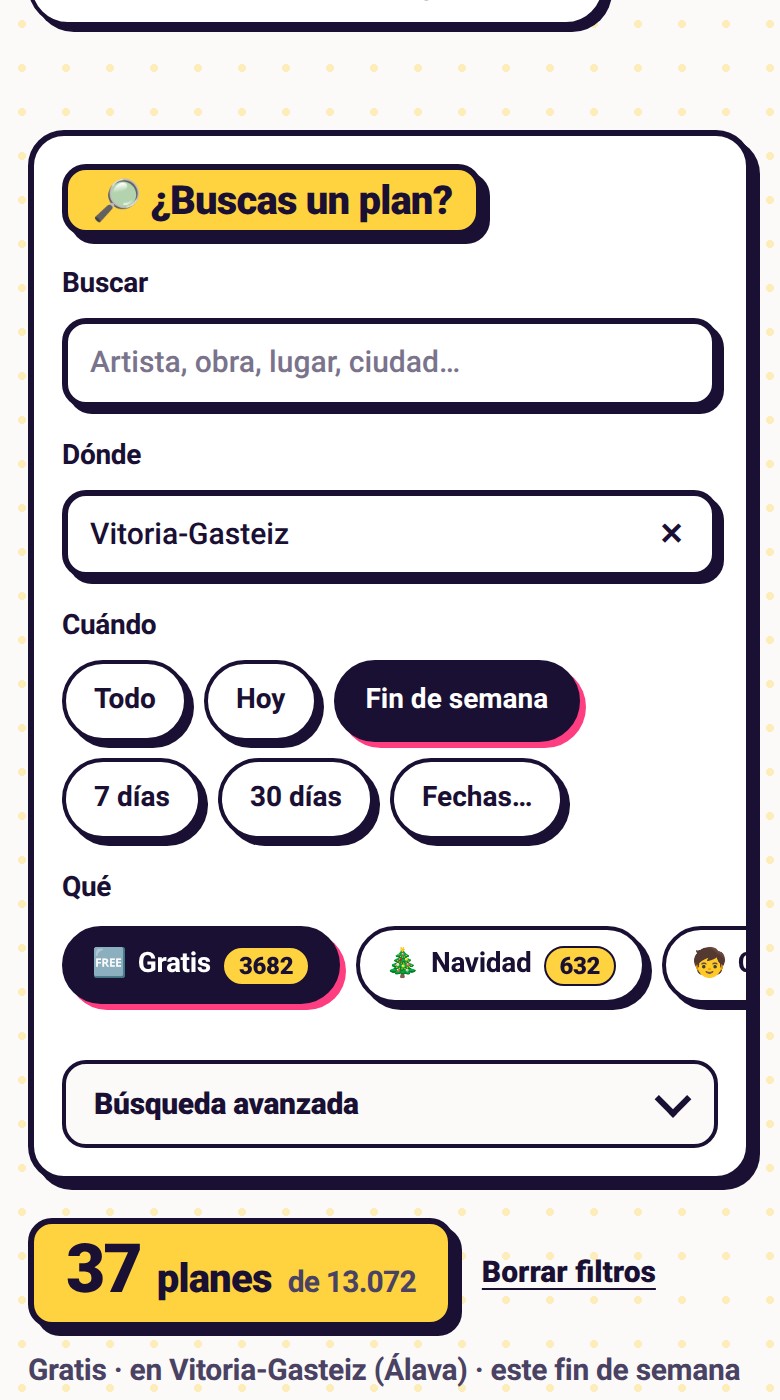 🔎 ¿Buscas un plan?
Buscar
Artista, obra, lugar, ciudad…
Dónde
Vitoria-Gasteiz ✕
Cuándo
Todo Hoy Fin de semana
7 días 30 días Fechas…
Qué
🆓 Gratis 3682 🎄 Navidad 632 🧒
Búsqueda avanzada
37 planes de 13.072 Borrar filtros
Gratis · en Vitoria-Gasteiz (Álava) · este fin de semana